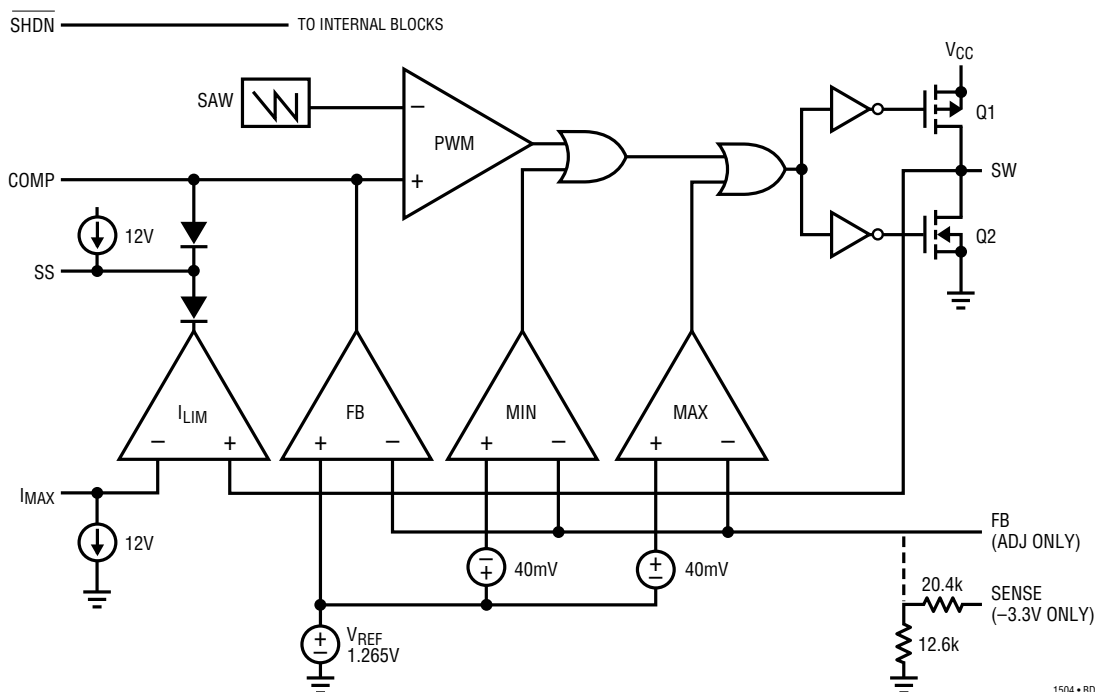 SHDN TO INTERNAL BLOCKS
VCC
SAW
−
PWM
Q1
COMP
+
SW
12V
Q2
SS
ILIM
FB
MIN
MAX
− +
+ −
+ −
+ −
IMAX
12V
FB
(ADJ ONLY)
− +
40mV
+ −
40mV
20.4k
SENSE
(–3.3V ONLY)
+ −
VREF
1.265V
12.6k
1504 • BD